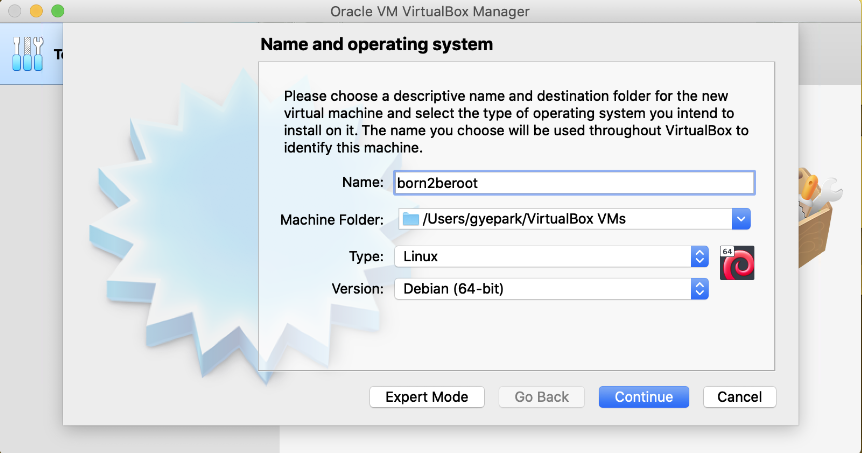 Oracle VM VirtualBox Manager
Name and operating system
Please choose a descriptive name and destination folder for the new
virtual machine and select the type of operating system you intend to
install on it. The name you choose will be used throughout VirtualBox to
identify this machine.
Name: born2beroot
Machine Folder: /Users/gyepark/VirtualBox VMs
Type: Linux
64
Version: Debian (64-bit)
Expert Mode Go Back Continue Cancel